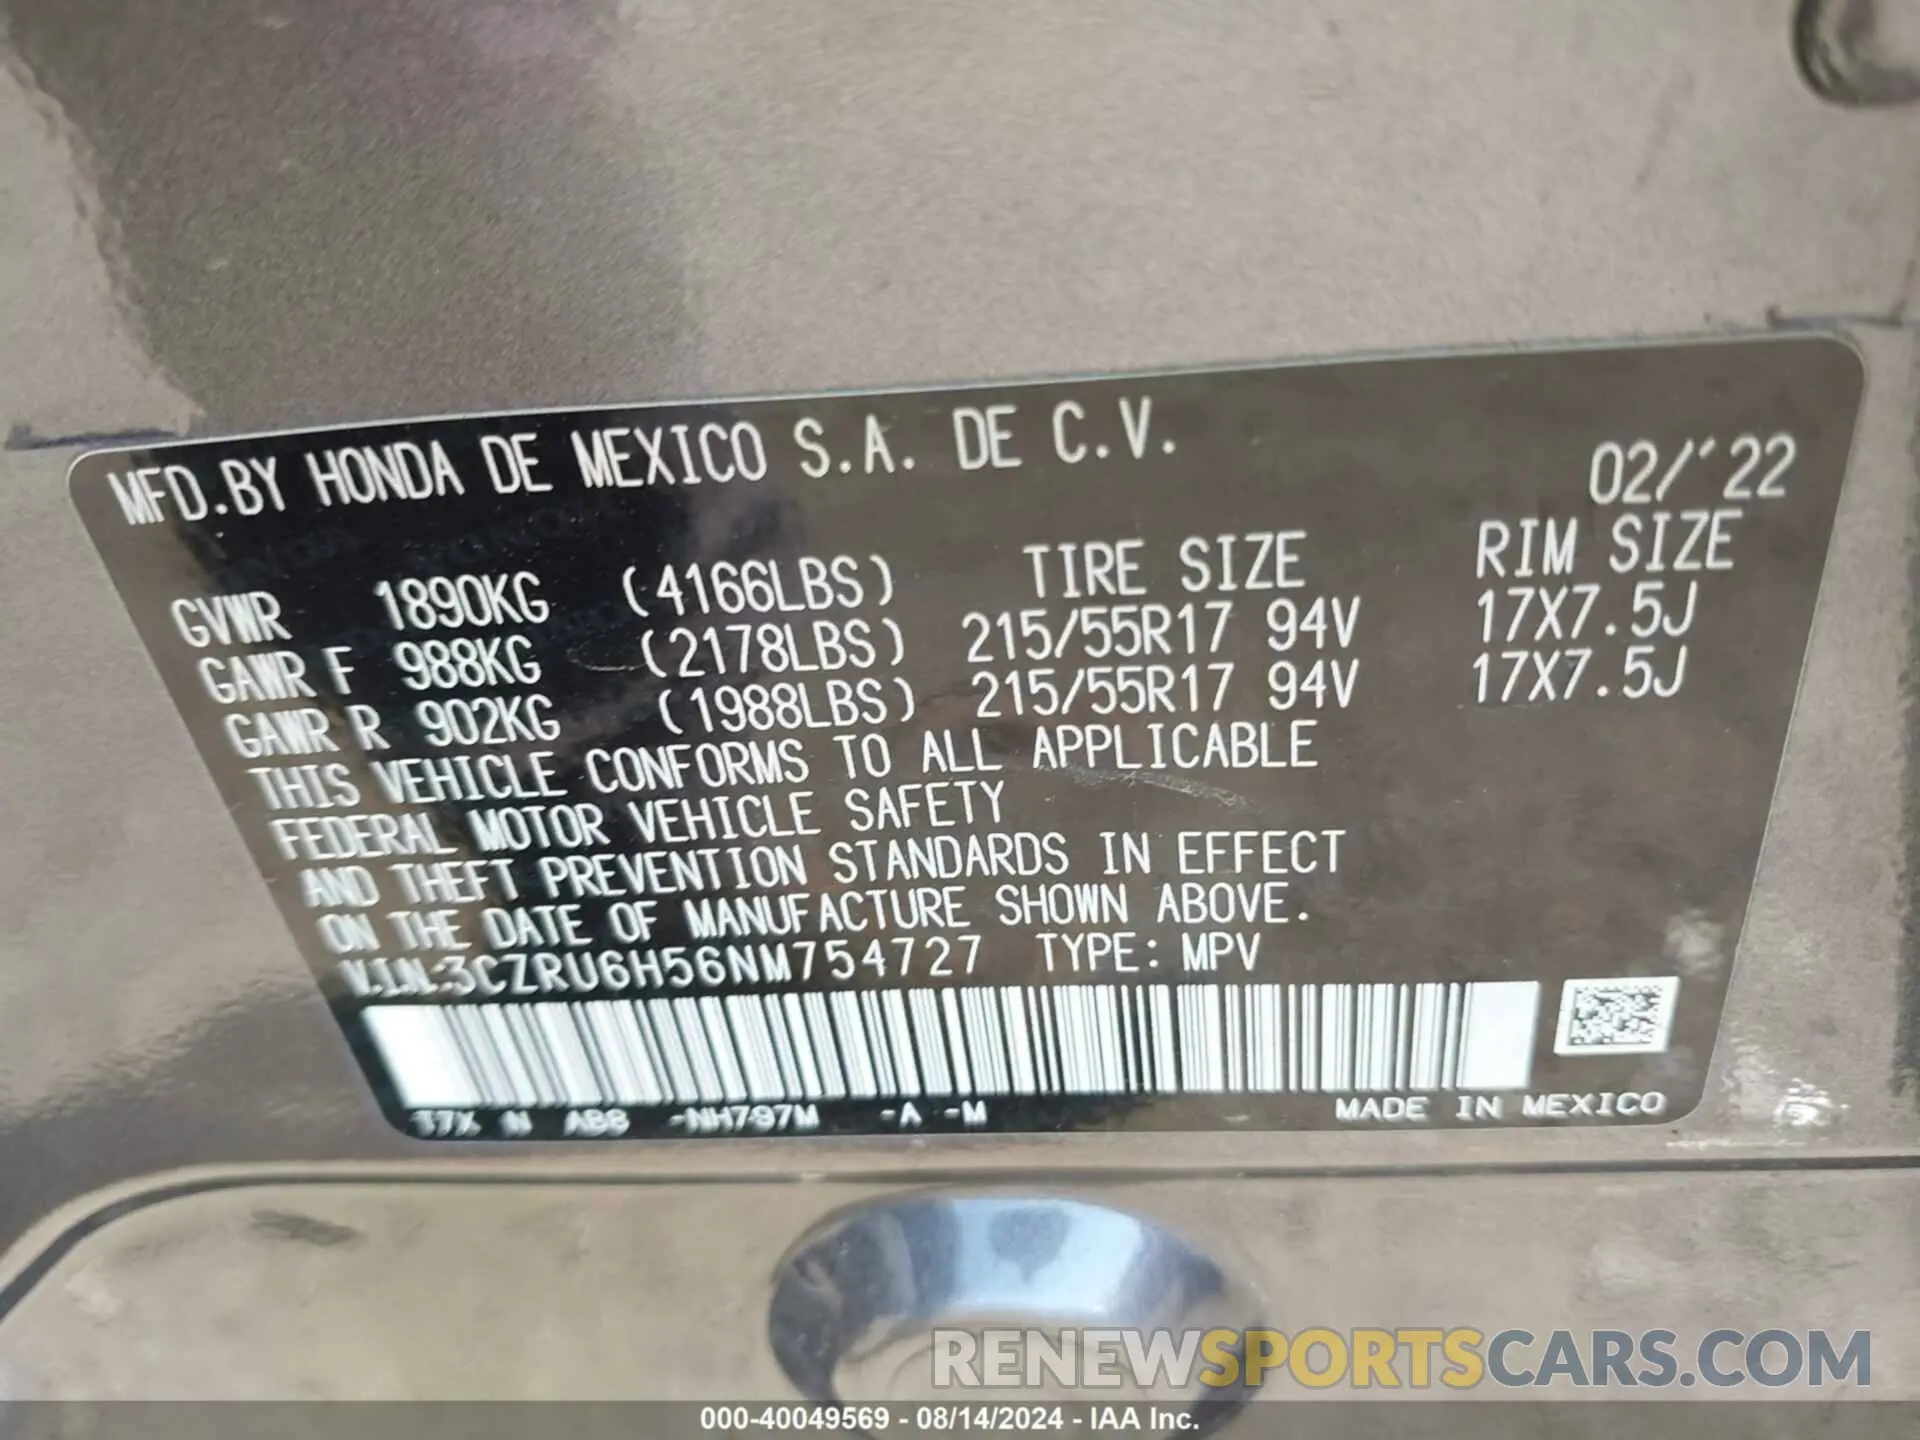 MFD.BY HONDA DE MEXICO S.A. DE C.V.
02/'22
GVWR 1890KG (4166LBS) TIRE SIZE RIM SIZE
GAWR F 988KG (2178LBS) 215/55R17 94V 17X7.5J
GAWR R 902KG (1988LBS) 215/55R17 94V 17X7.5J
THIS VEHICLE CONFORMS TO ALL APPLICABLE
FEDERAL MOTOR VEHICLE SAFETY
AND THEFT PREVENTION STANDARDS IN EFFECT
ON THE DATE OF MANUFACTURE SHOWN ABOVE.
V.I.N:3CZRU6H56NM754727 TYPE: MPV
T7X N AB8 -NH797M -A -M MADE IN MEXICO
RENEWSPORTSCARS.COM
000-40049569 - 08/14/2024 - IAA Inc.